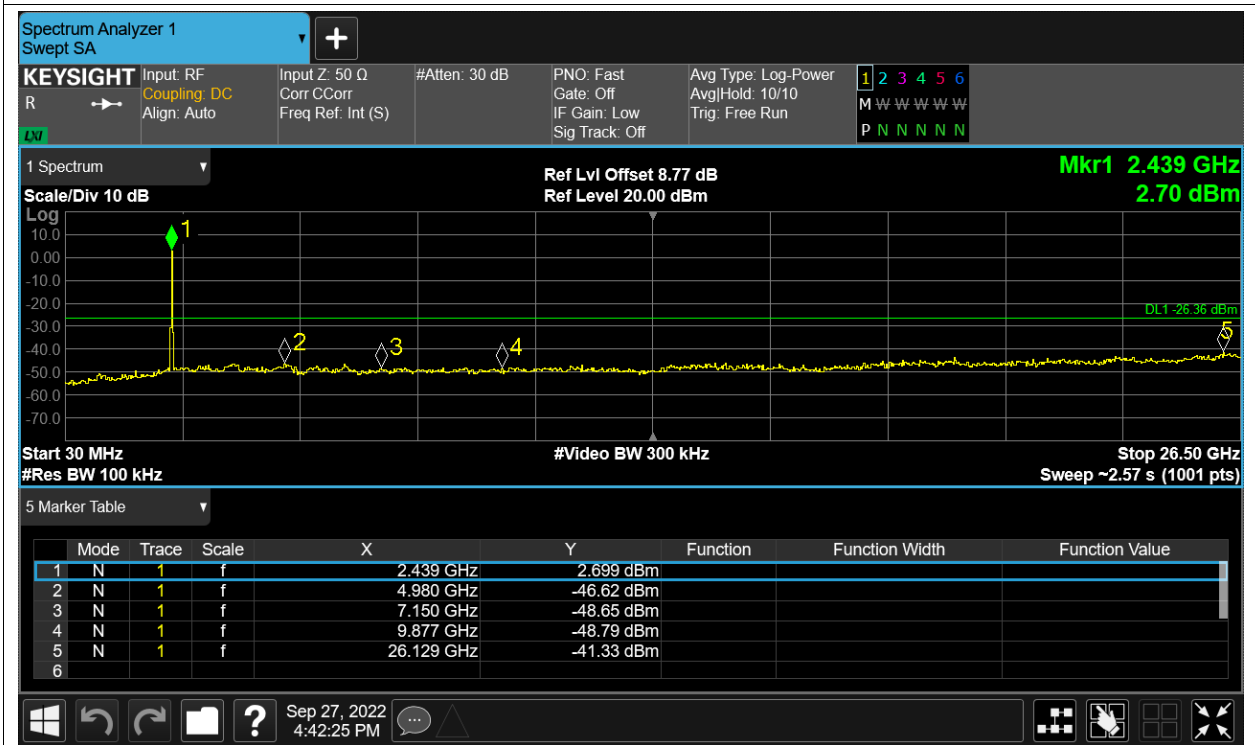 Spectrum Analyzer 1
Swept SA
+
KEYSIGHT Input: RF Input Z: 50 Ω #Atten: 30 dB PNO: Fast Avg Type: Log-Power 1 2 3 4 5 6
R Coupling: DC Corr CCorr Gate: Off Avg|Hold: 10/10 M W W W W W
Align: Auto Freq Ref: Int (S) IF Gain: Low Trig: Free Run
LXI Sig Track: Off P N N N N N
1 Spectrum Ref Lvl Offset 8.77 dB Mkr1 2.439 GHz
Scale/Div 10 dB Ref Level 20.00 dBm 2.70 dBm
Log
10.0 1
0.00
-10.0
-20.0 DL1 -26.36 dBm
-30.0 5
-40.0 2 3 4
-50.0
-60.0
-70.0
Start 30 MHz #Video BW 300 kHz Stop 26.50 GHz
#Res BW 100 kHz Sweep ~2.57 s (1001 pts)
5 Marker Table
Mode Trace Scale X Y Function Function Width Function Value
1 N 1 f 2.439 GHz 2.699 dBm
2 N 1 f 4.980 GHz -46.62 dBm
3 N 1 f 7.150 GHz -48.65 dBm
4 N 1 f 9.877 GHz -48.79 dBm
5 N 1 f 26.129 GHz -41.33 dBm
6
? Sep 27, 2022
4:42:25 PM